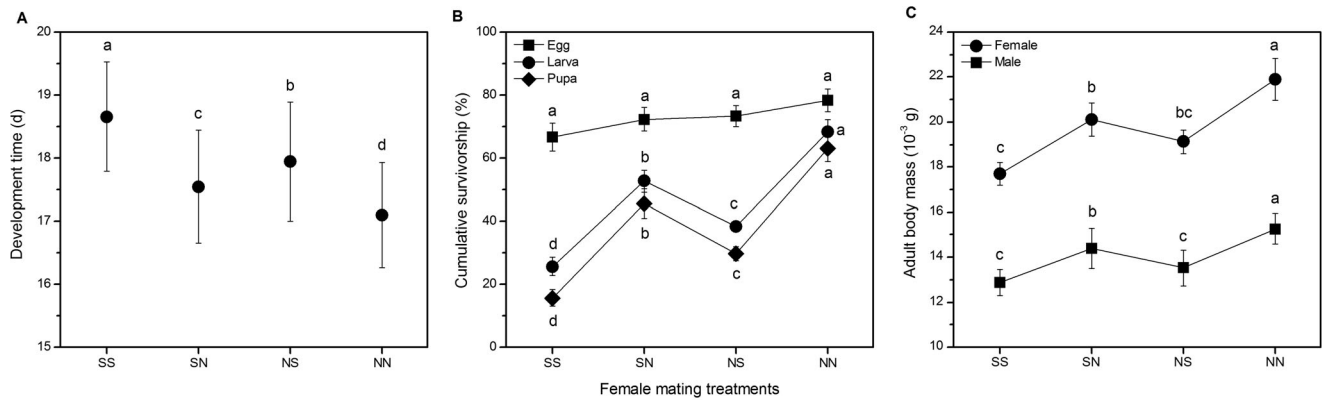 A
20
19
18
17
16
15
Development time (d)
a
c
b
d
SS
SN
NS
NN
B
100
80
60
40
20
0
Cumulative survivorship (%)
Egg
Larva
Pupa
a
a
a
a
d
b
c
a
d
b
c
a
SS
SN
NS
NN
Female mating treatments
C
24
22
20
18
16
14
12
10
Adult body mass (10⁻³ g)
Female
Male
c
b
bc
a
c
b
c
a
SS
SN
NS
NN